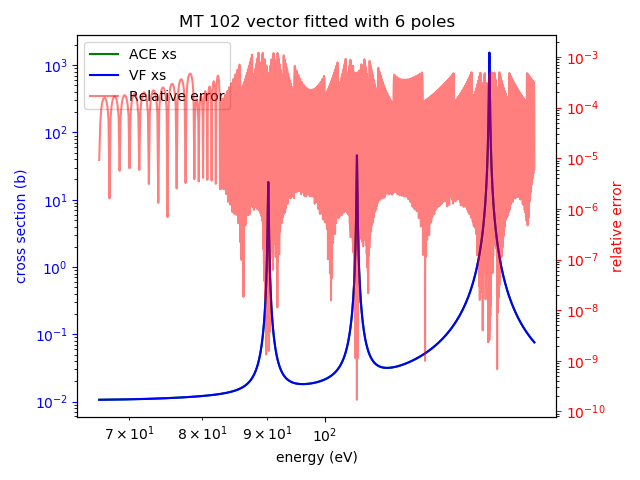 MT 102 vector fitted with 6 poles
ACE xs
VF xs
Relative error
cross section (b)
10³
10²
10¹
10⁰
10⁻¹
10⁻²
10⁻³
10⁻⁴
10⁻⁵
10⁻⁶
10⁻⁷
10⁻⁸
10⁻⁹
10⁻¹⁰
relative error
7 × 10¹ 8 × 10¹ 9 × 10¹ 10²
energy (eV)